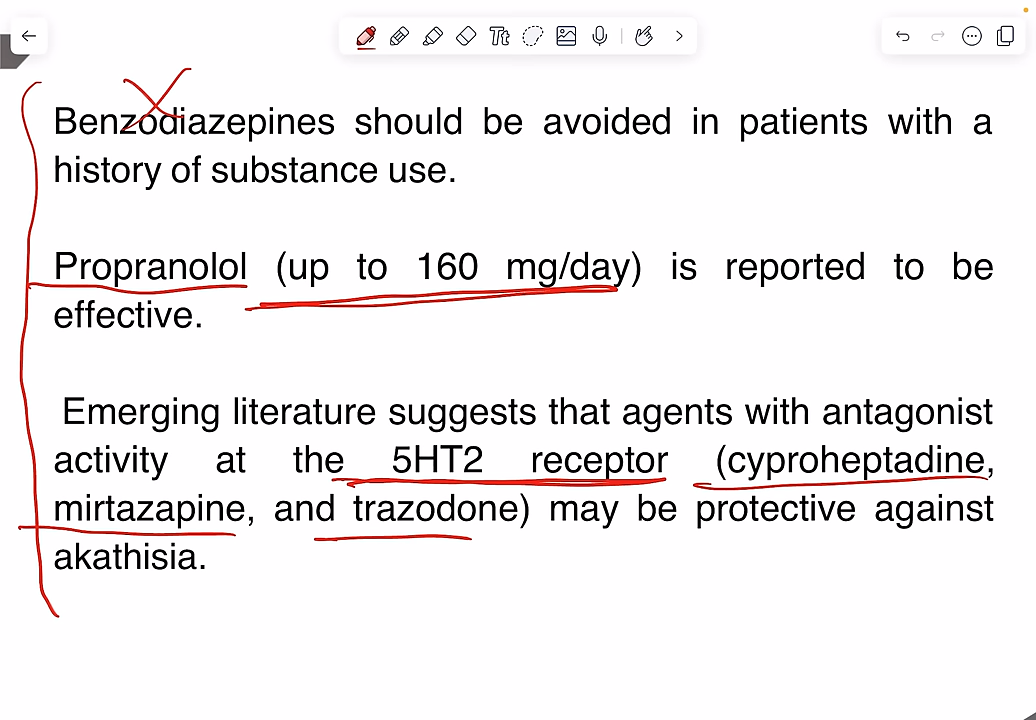 Tt
Benzodiazepines should be avoided in patients with a
history of substance use.
Propranolol (up to 160 mg/day) is reported to be
effective.
Emerging literature suggests that agents with antagonist
activity at the 5HT2 receptor (cyproheptadine,
mirtazapine, and trazodone) may be protective against
akathisia.